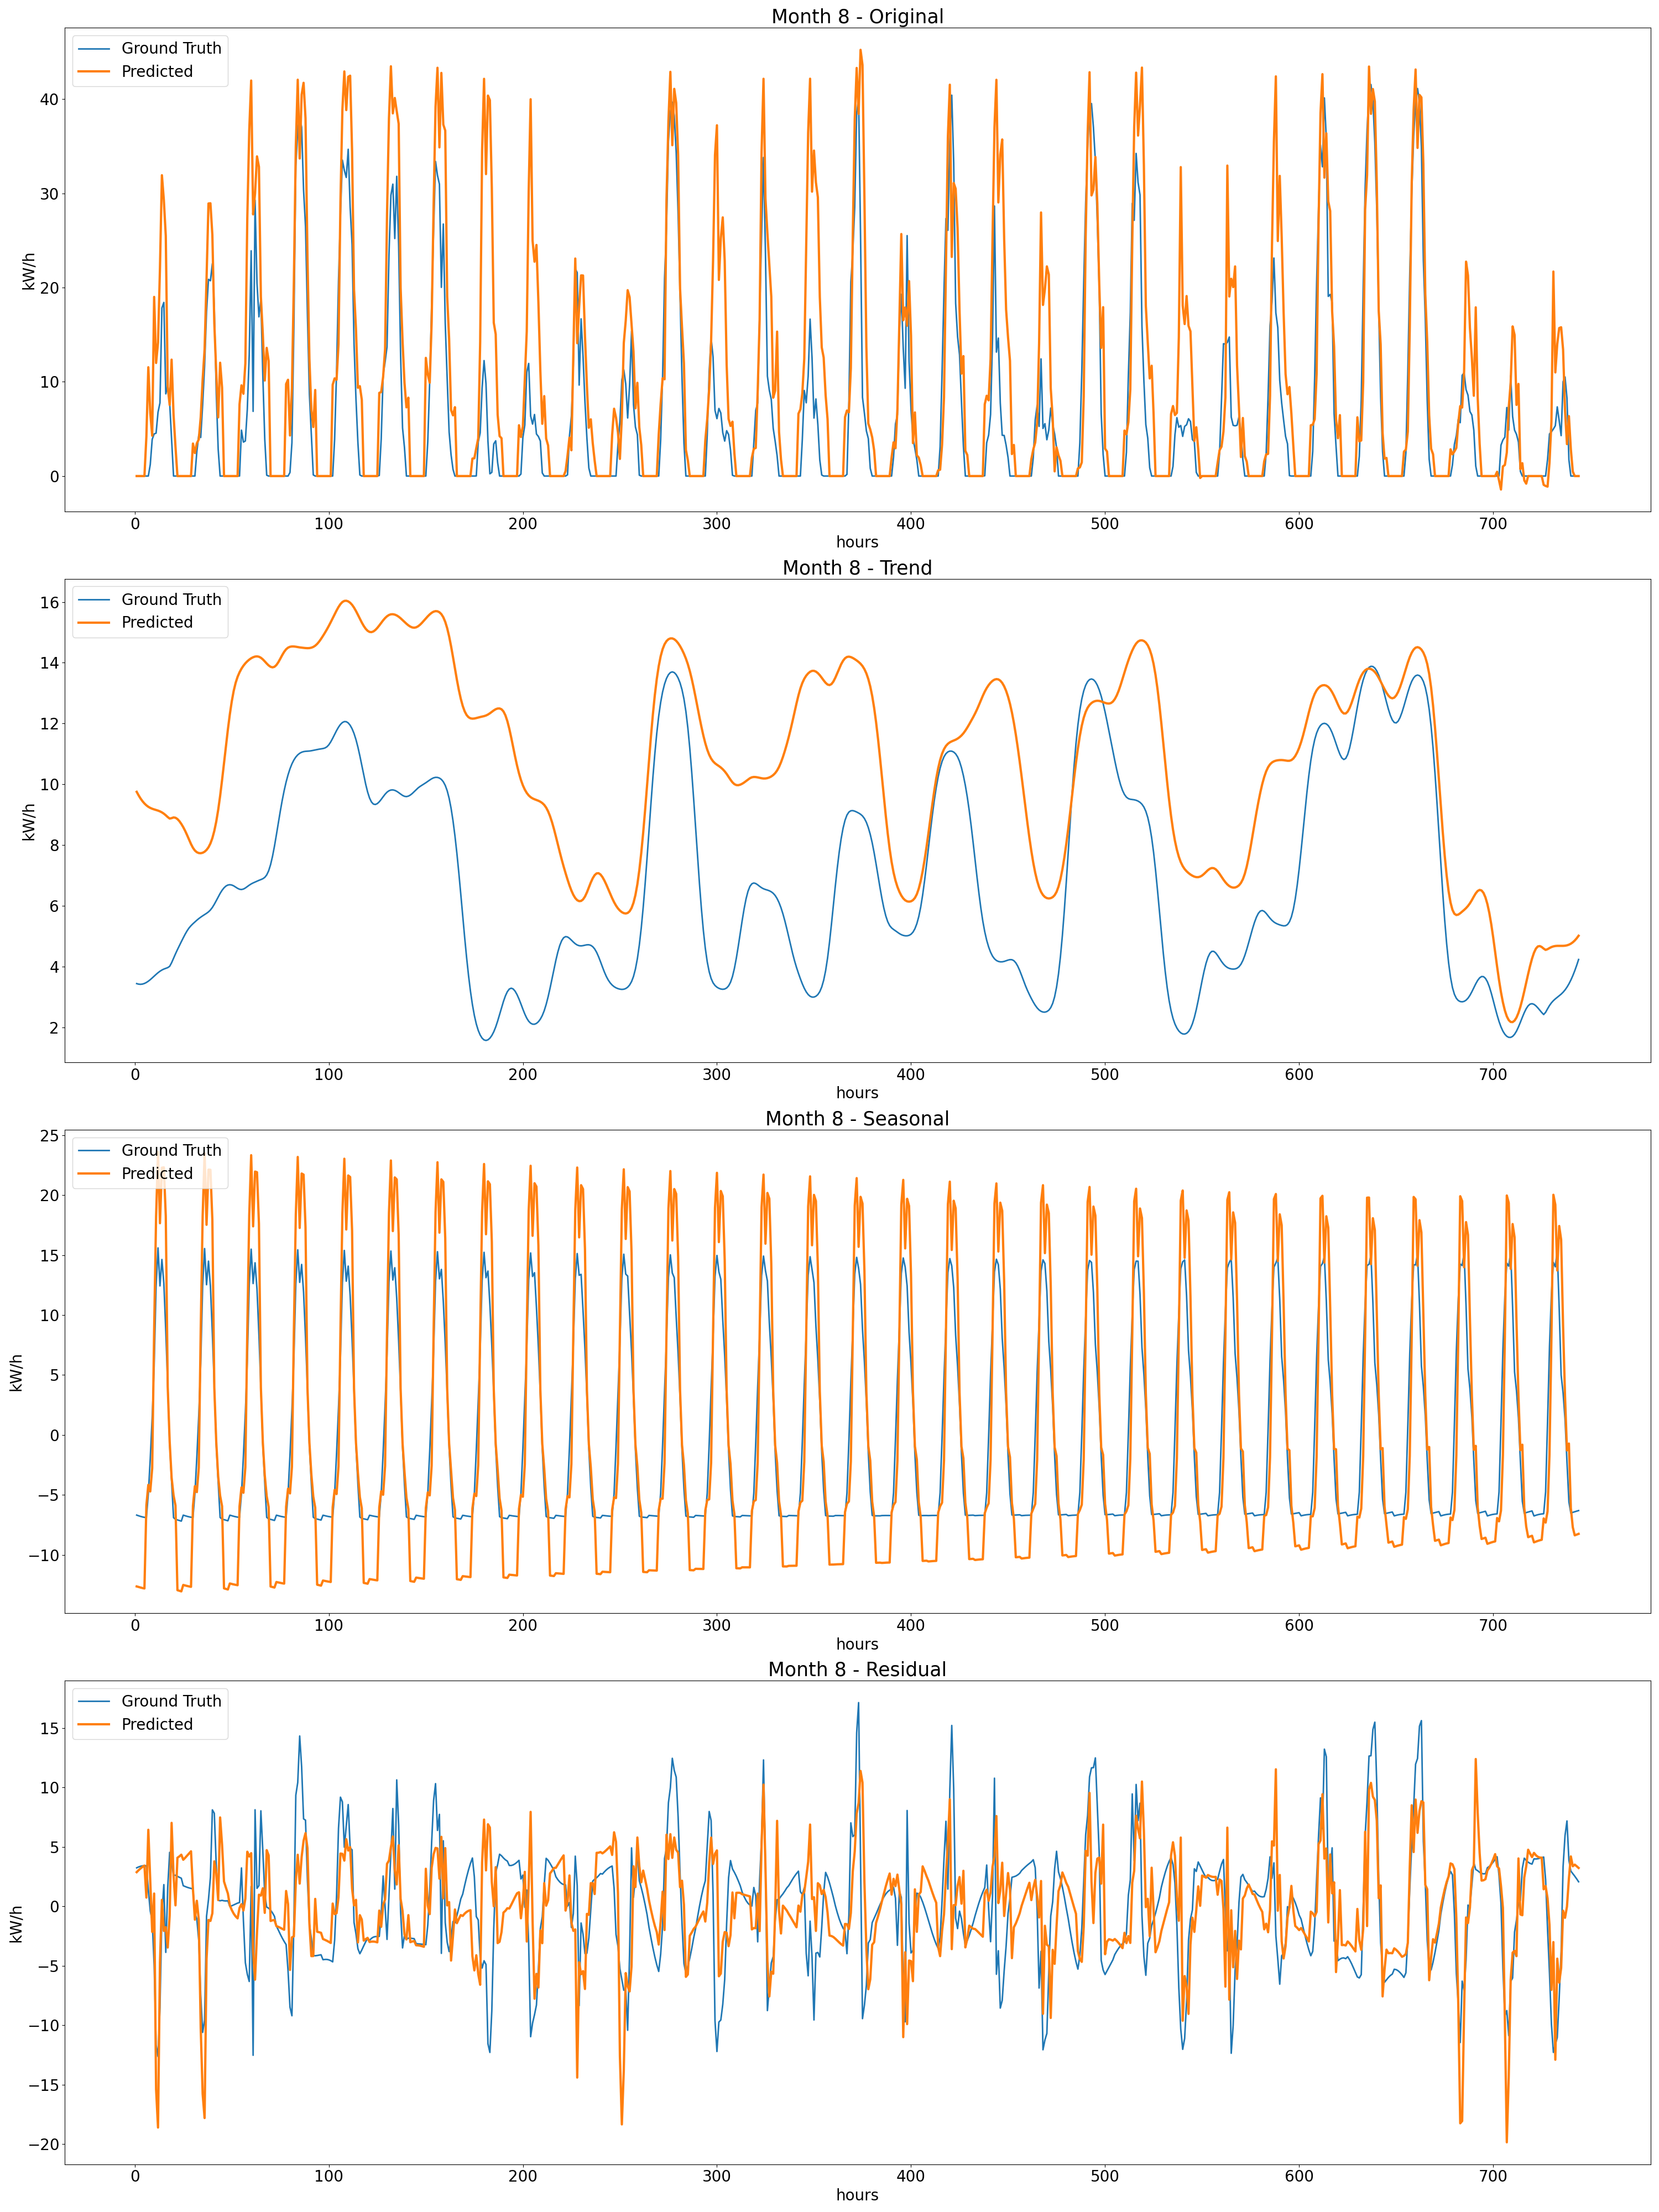 Month 8 - Original
Ground Truth
Predicted
kW/h
40
30
20
10
0
0 100 200 300 400 500 600 700
hours
Month 8 - Trend
Ground Truth
Predicted
kW/h
16
14
12
10
8
6
4
2
0 100 200 300 400 500 600 700
hours
Month 8 - Seasonal
Ground Truth
Predicted
kW/h
25
20
15
10
5
0
−5
−10
0 100 200 300 400 500 600 700
hours
Month 8 - Residual
Ground Truth
Predicted
kW/h
15
10
5
0
−5
−10
−15
−20
0 100 200 300 400 500 600 700
hours